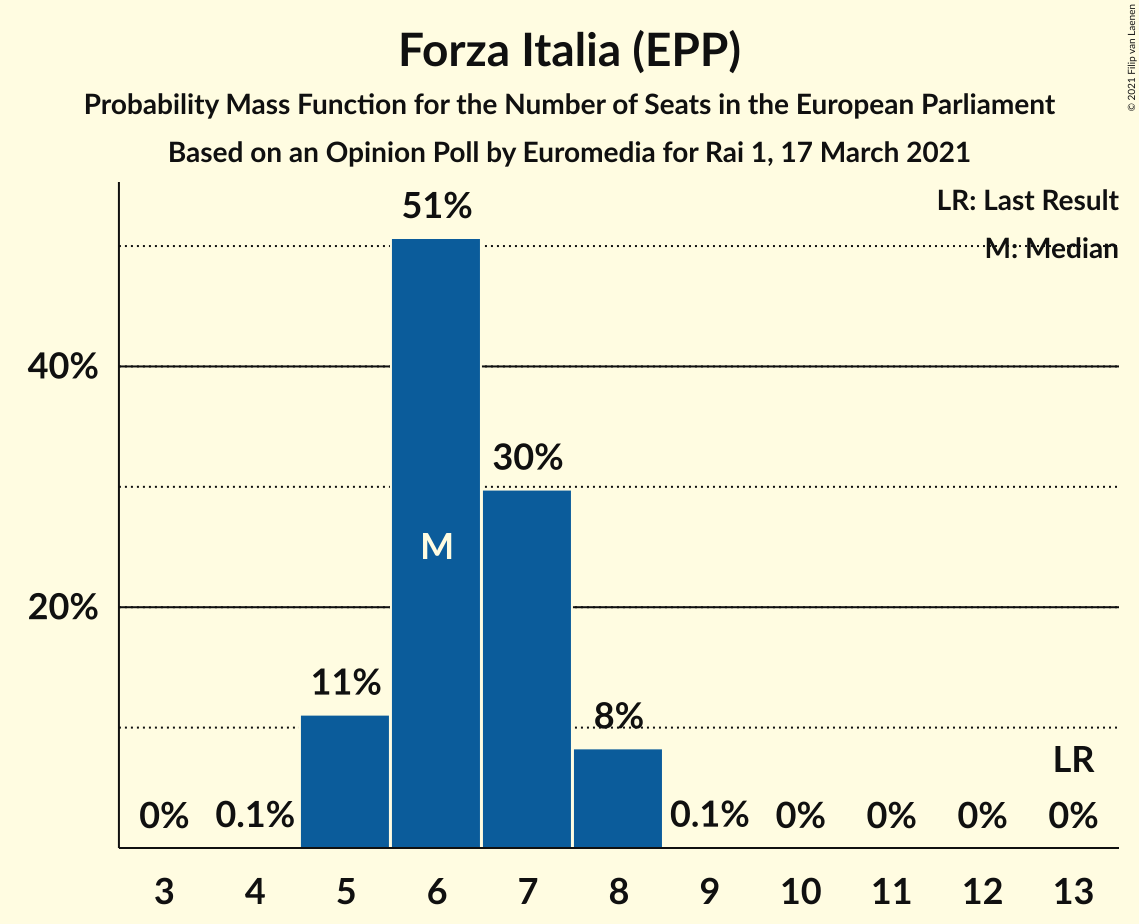 Forza Italia (EPP)
Probability Mass Function for the Number of Seats in the European Parliament
Based on an Opinion Poll by Euromedia for Rai 1, 17 March 2021
© 2021 Filip van Laenen
LR: Last Result
M: Median
51%
40%
30%
M
20%
11%
8%
LR
0% 0.1% 0.1% 0% 0% 0% 0%
3 4 5 6 7 8 9 10 11 12 13